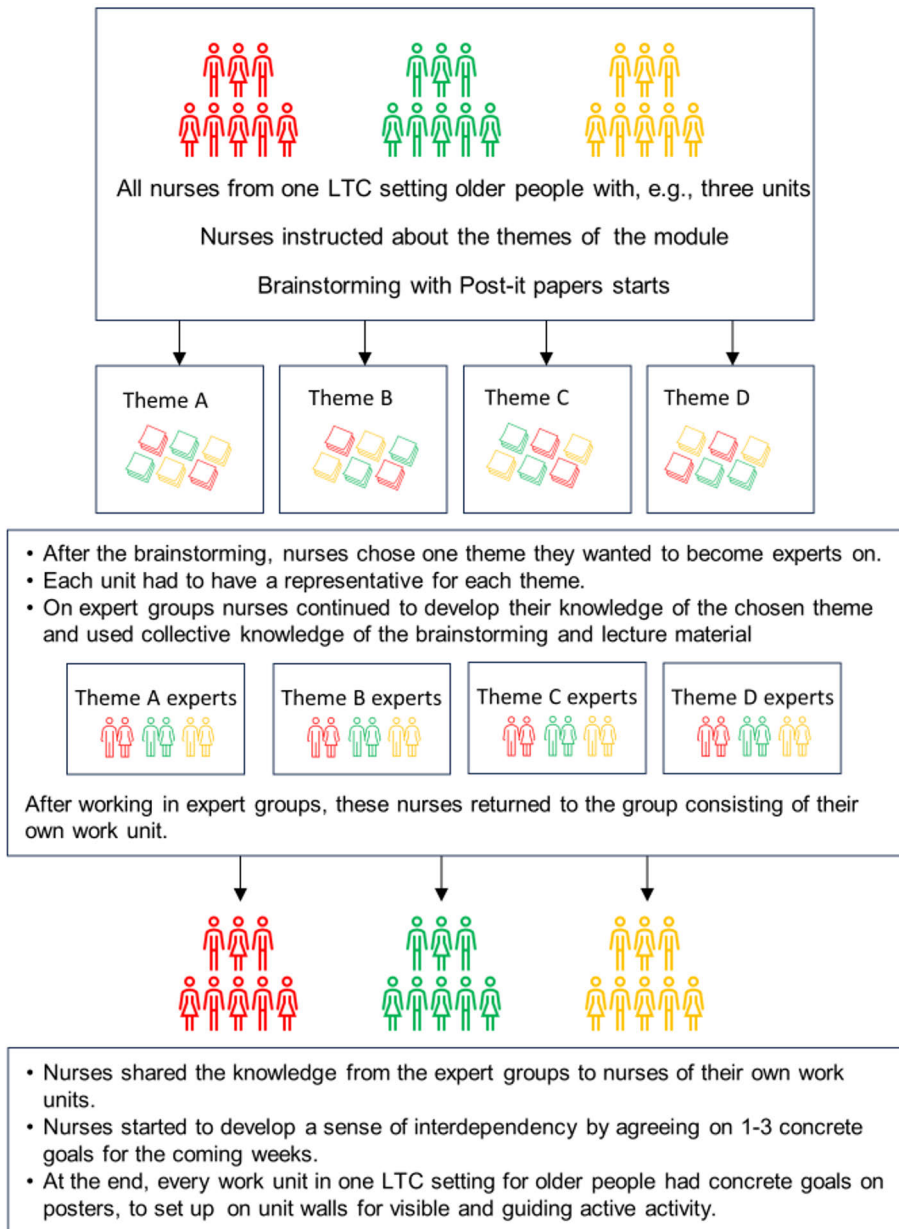 All nurses from one LTC setting older people with, e.g., three units
Nurses instructed about the themes of the module
Brainstorming with Post-it papers starts
Theme A
Theme B
Theme C
Theme D
• After the brainstorming, nurses chose one theme they wanted to become experts on.
• Each unit had to have a representative for each theme.
• On expert groups nurses continued to develop their knowledge of the chosen theme
and used collective knowledge of the brainstorming and lecture material
Theme A experts
Theme B experts
Theme C experts
Theme D experts
After working in expert groups, these nurses returned to the group consisting of their
own work unit.
• Nurses shared the knowledge from the expert groups to nurses of their own work
units.
• Nurses started to develop a sense of interdependency by agreeing on 1-3 concrete
goals for the coming weeks.
• At the end, every work unit in one LTC setting for older people had concrete goals on
posters, to set up on unit walls for visible and guiding active activity.